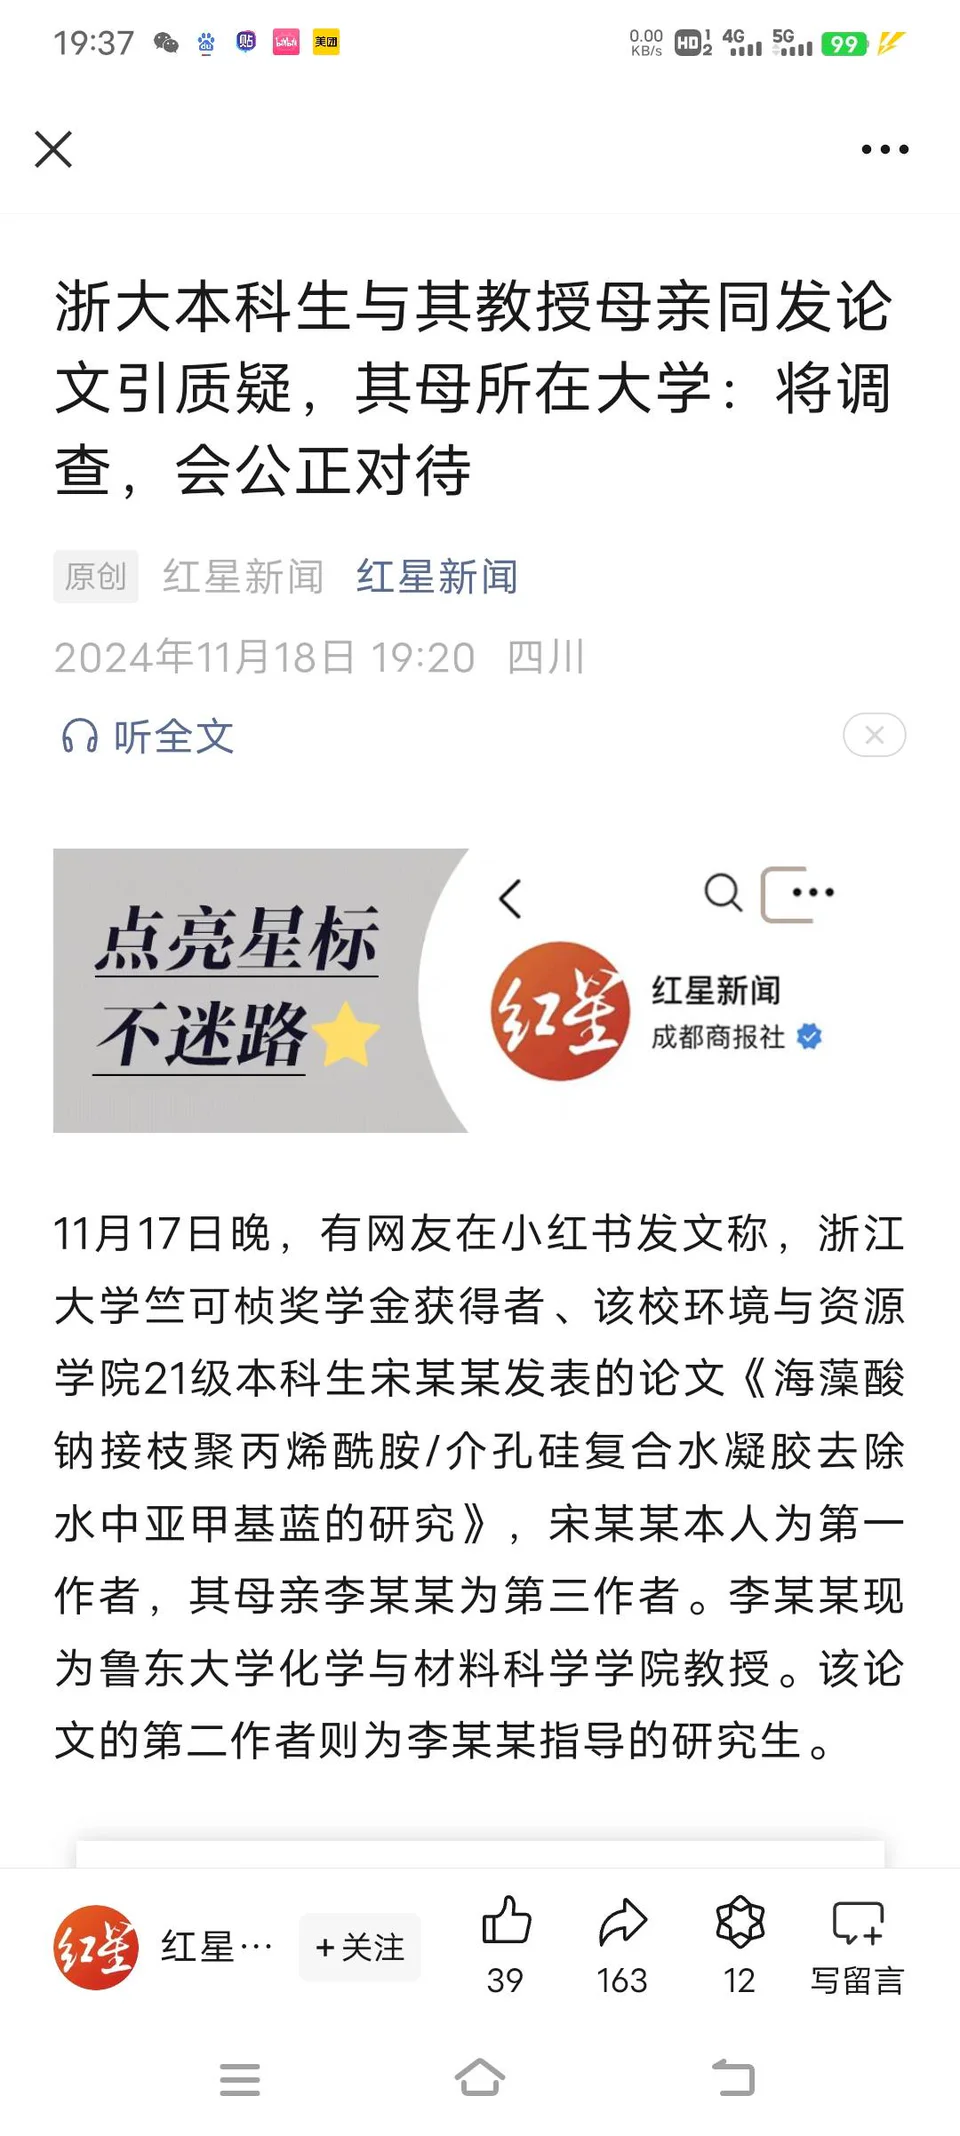 19:37 贴 bilibili 美团 0.00 KB/s HD 1 2 4G 5G 99
浙大本科生与其教授母亲同发论
文引质疑，其母所在大学：将调
查，会公正对待
原创 红星新闻 红星新闻
2024年11月18日 19:20 四川
听全文
点亮星标
不迷路
红星
红星新闻
成都商报社
11月17日晚，有网友在小红书发文称，浙江
大学竺可桢奖学金获得者、该校环境与资源
学院21级本科生宋某某发表的论文《海藻酸
钠接枝聚丙烯酰胺/介孔硅复合水凝胶去除
水中亚甲基蓝的研究》，宋某某本人为第一
作者，其母亲李某某为第三作者。李某某现
为鲁东大学化学与材料科学学院教授。该论
文的第二作者则为李某某指导的研究生。
红星 红星… +关注
39 163 12 写留言